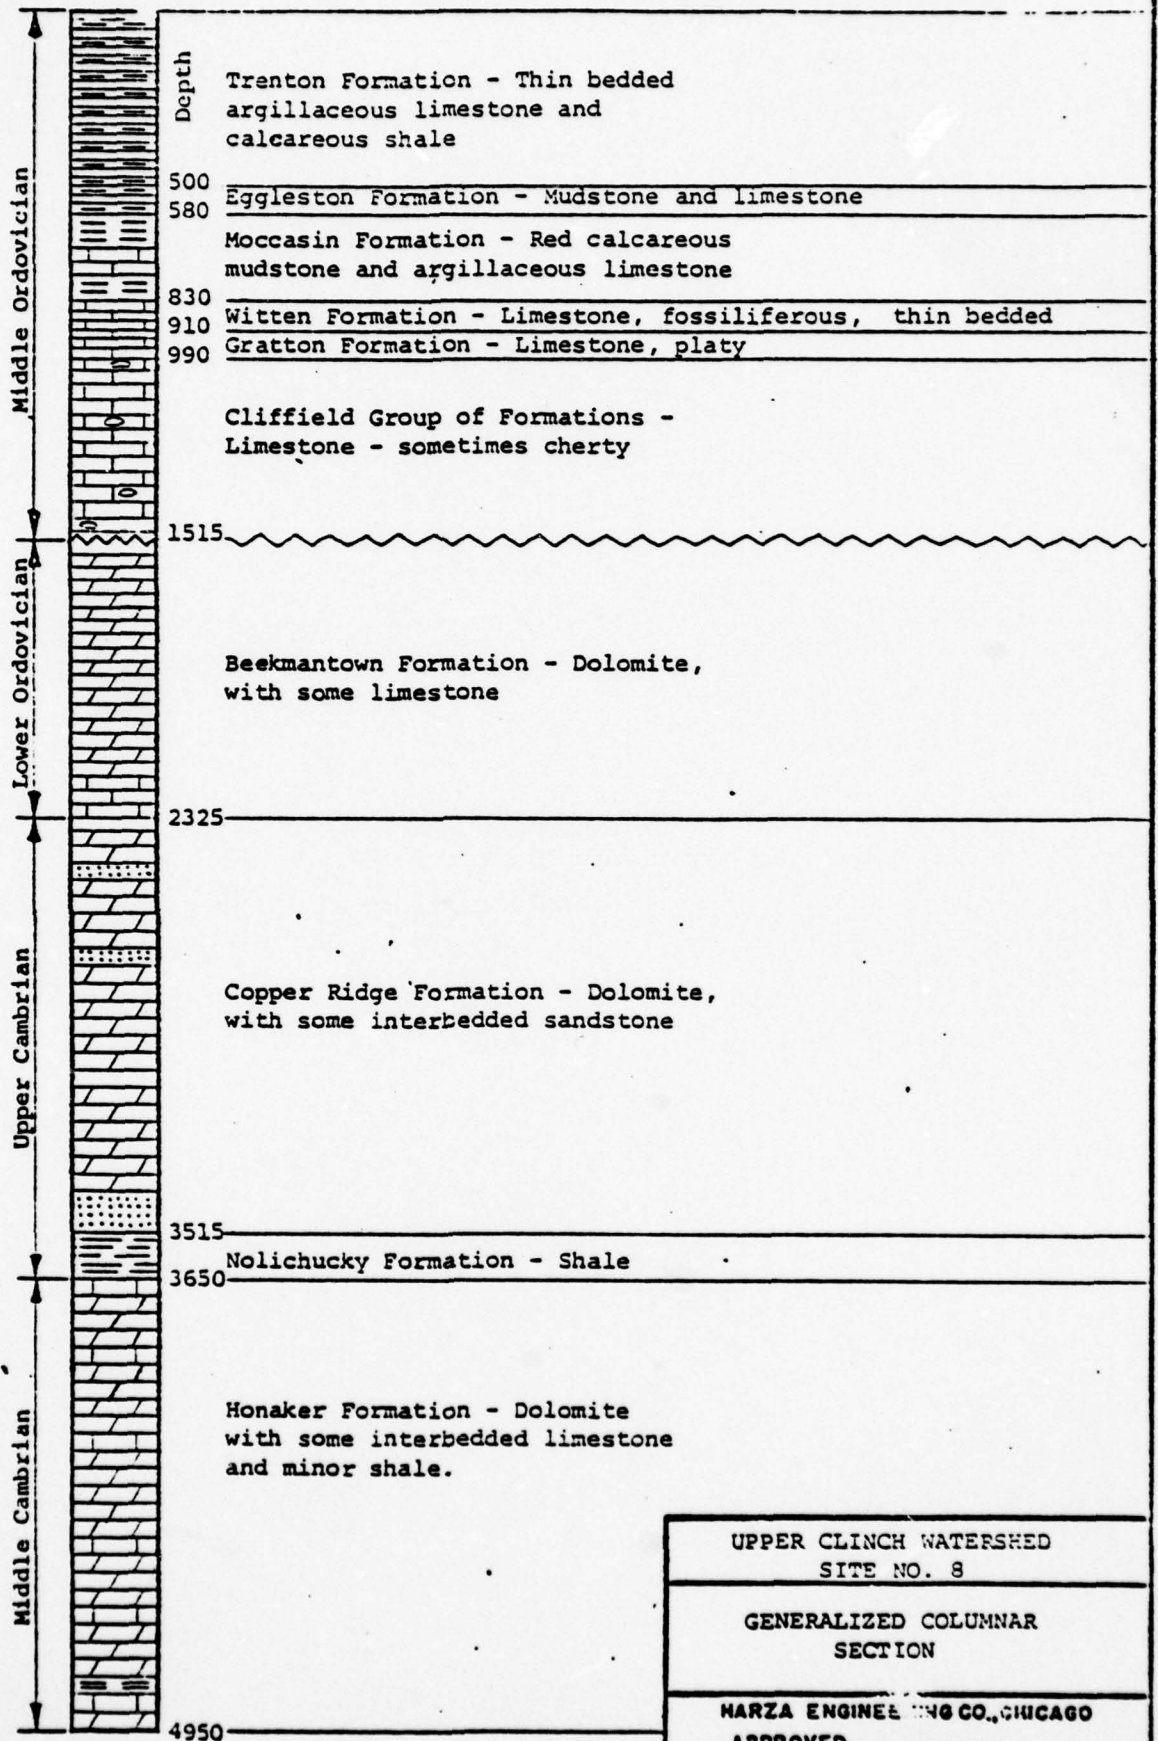 Depth
Trenton Formation - Thin bedded
argillaceous limestone and
calcareous shale
500
Eggleston Formation - Mudstone and limestone
580
Moccasin Formation - Red calcareous
mudstone and argillaceous limestone
830
Witten Formation - Limestone, fossiliferous, thin bedded
910
Gratton Formation - Limestone, platy
990
Cliffield Group of Formations -
Limestone - sometimes cherty
Middle Ordovician
1515
Lower Ordovician
Beekmantown Formation - Dolomite,
with some limestone
2325
Upper Cambrian
Copper Ridge Formation - Dolomite,
with some interbedded sandstone
3515
Nolichucky Formation - Shale
3650
Middle Cambrian
Honaker Formation - Dolomite
with some interbedded limestone
and minor shale.
4950
UPPER CLINCH WATERSHED
SITE NO. 8
GENERALIZED COLUMNAR
SECTION
HARZA ENGINEERING CO., CHICAGO
APPROVED